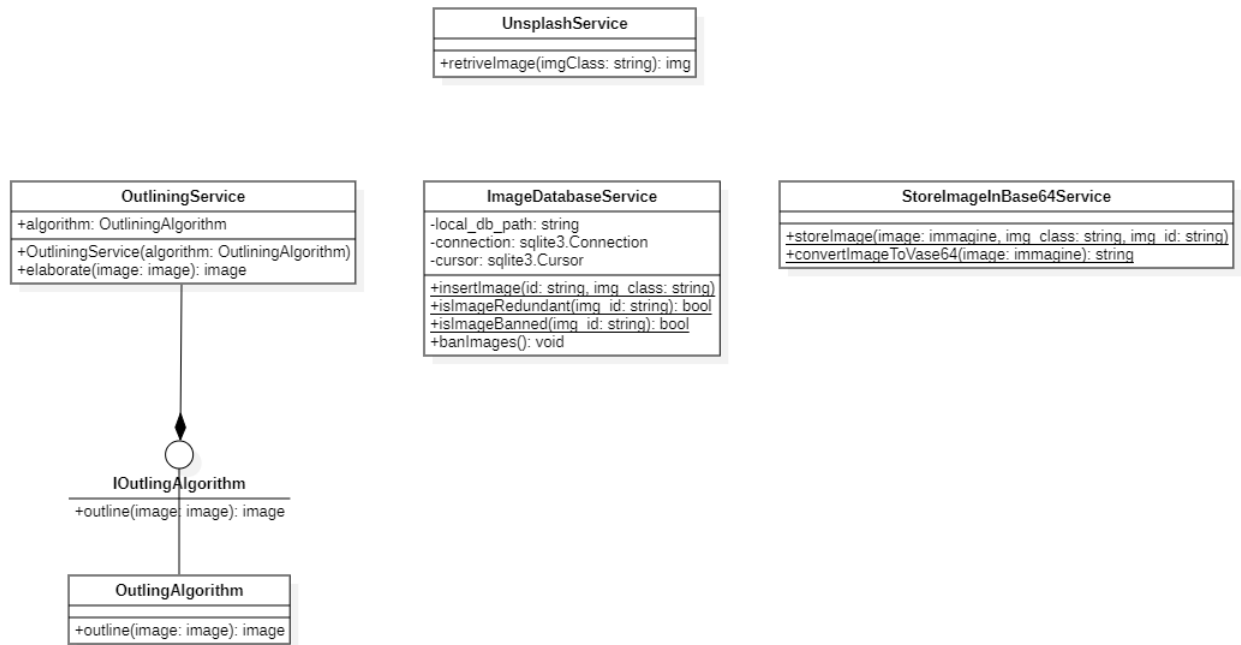 UnsplashService
+retriveImage(imgClass: string): img
OutliningService
+algorithm: OutliningAlgorithm
+OutliningService(algorithm: OutliningAlgorithm)
+elaborate(image: image): image
ImageDatabaseService
-local_db_path: string
-connection: sqlite3.Connection
-cursor: sqlite3.Cursor
+insertImage(id: string, img_class: string)
+isImageRedundant(img_id: string): bool
+isImageBanned(img_id: string): bool
+banImages(): void
StoreImageInBase64Service
+storeImage(image: immagine, img_class: string, img_id: string)
+convertImageToVase64(image: immagine): string
IOutlingAlgorithm
+outline(image: image): image
OutlingAlgorithm
+outline(image: image): image